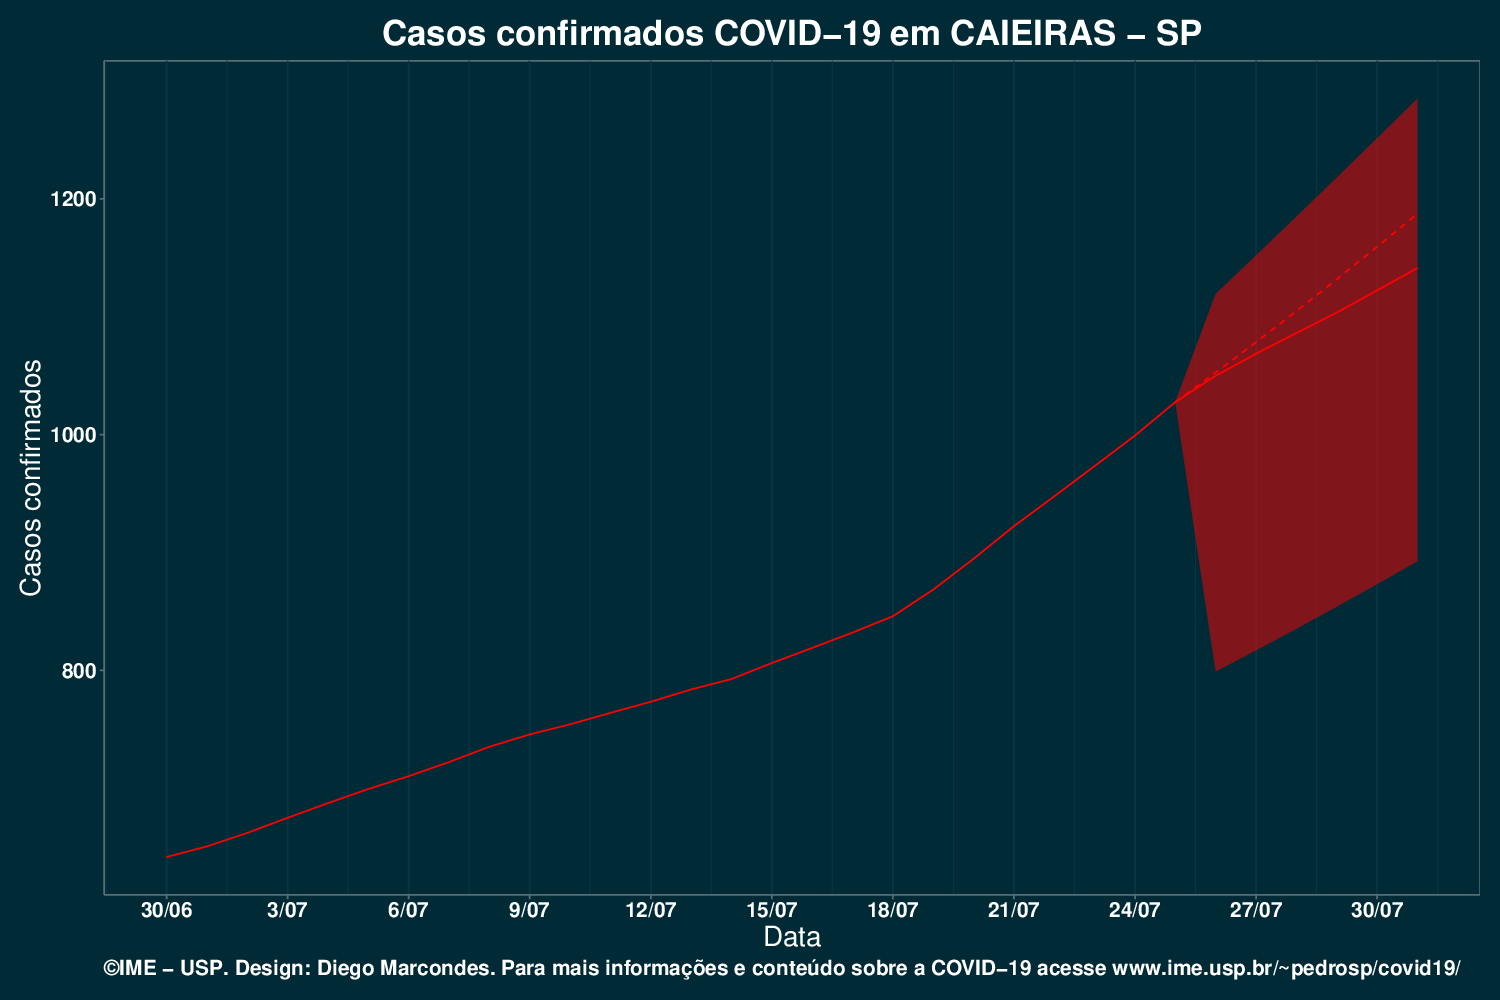 Casos confirmados COVID−19 em CAIEIRAS − SP
Casos confirmados
1200
1000
800
30/06 3/07 6/07 9/07 12/07 15/07 18/07 21/07 24/07 27/07 30/07
Data
©IME − USP. Design: Diego Marcondes. Para mais informações e conteúdo sobre a COVID−19 acesse www.ime.usp.br/~pedrosp/covid19/